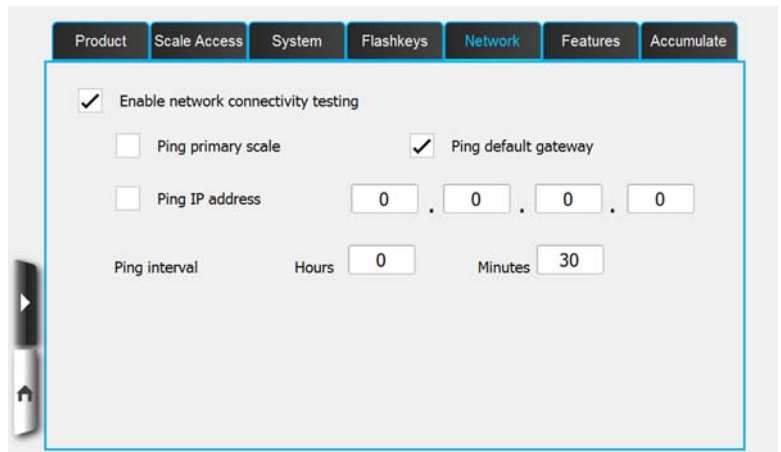 Product Scale Access System Flashkeys Network Features Accumulate
Enable network connectivity testing
Ping primary scale Ping default gateway
Ping IP address 0 . 0 . 0 . 0
Ping interval Hours 0 Minutes 30